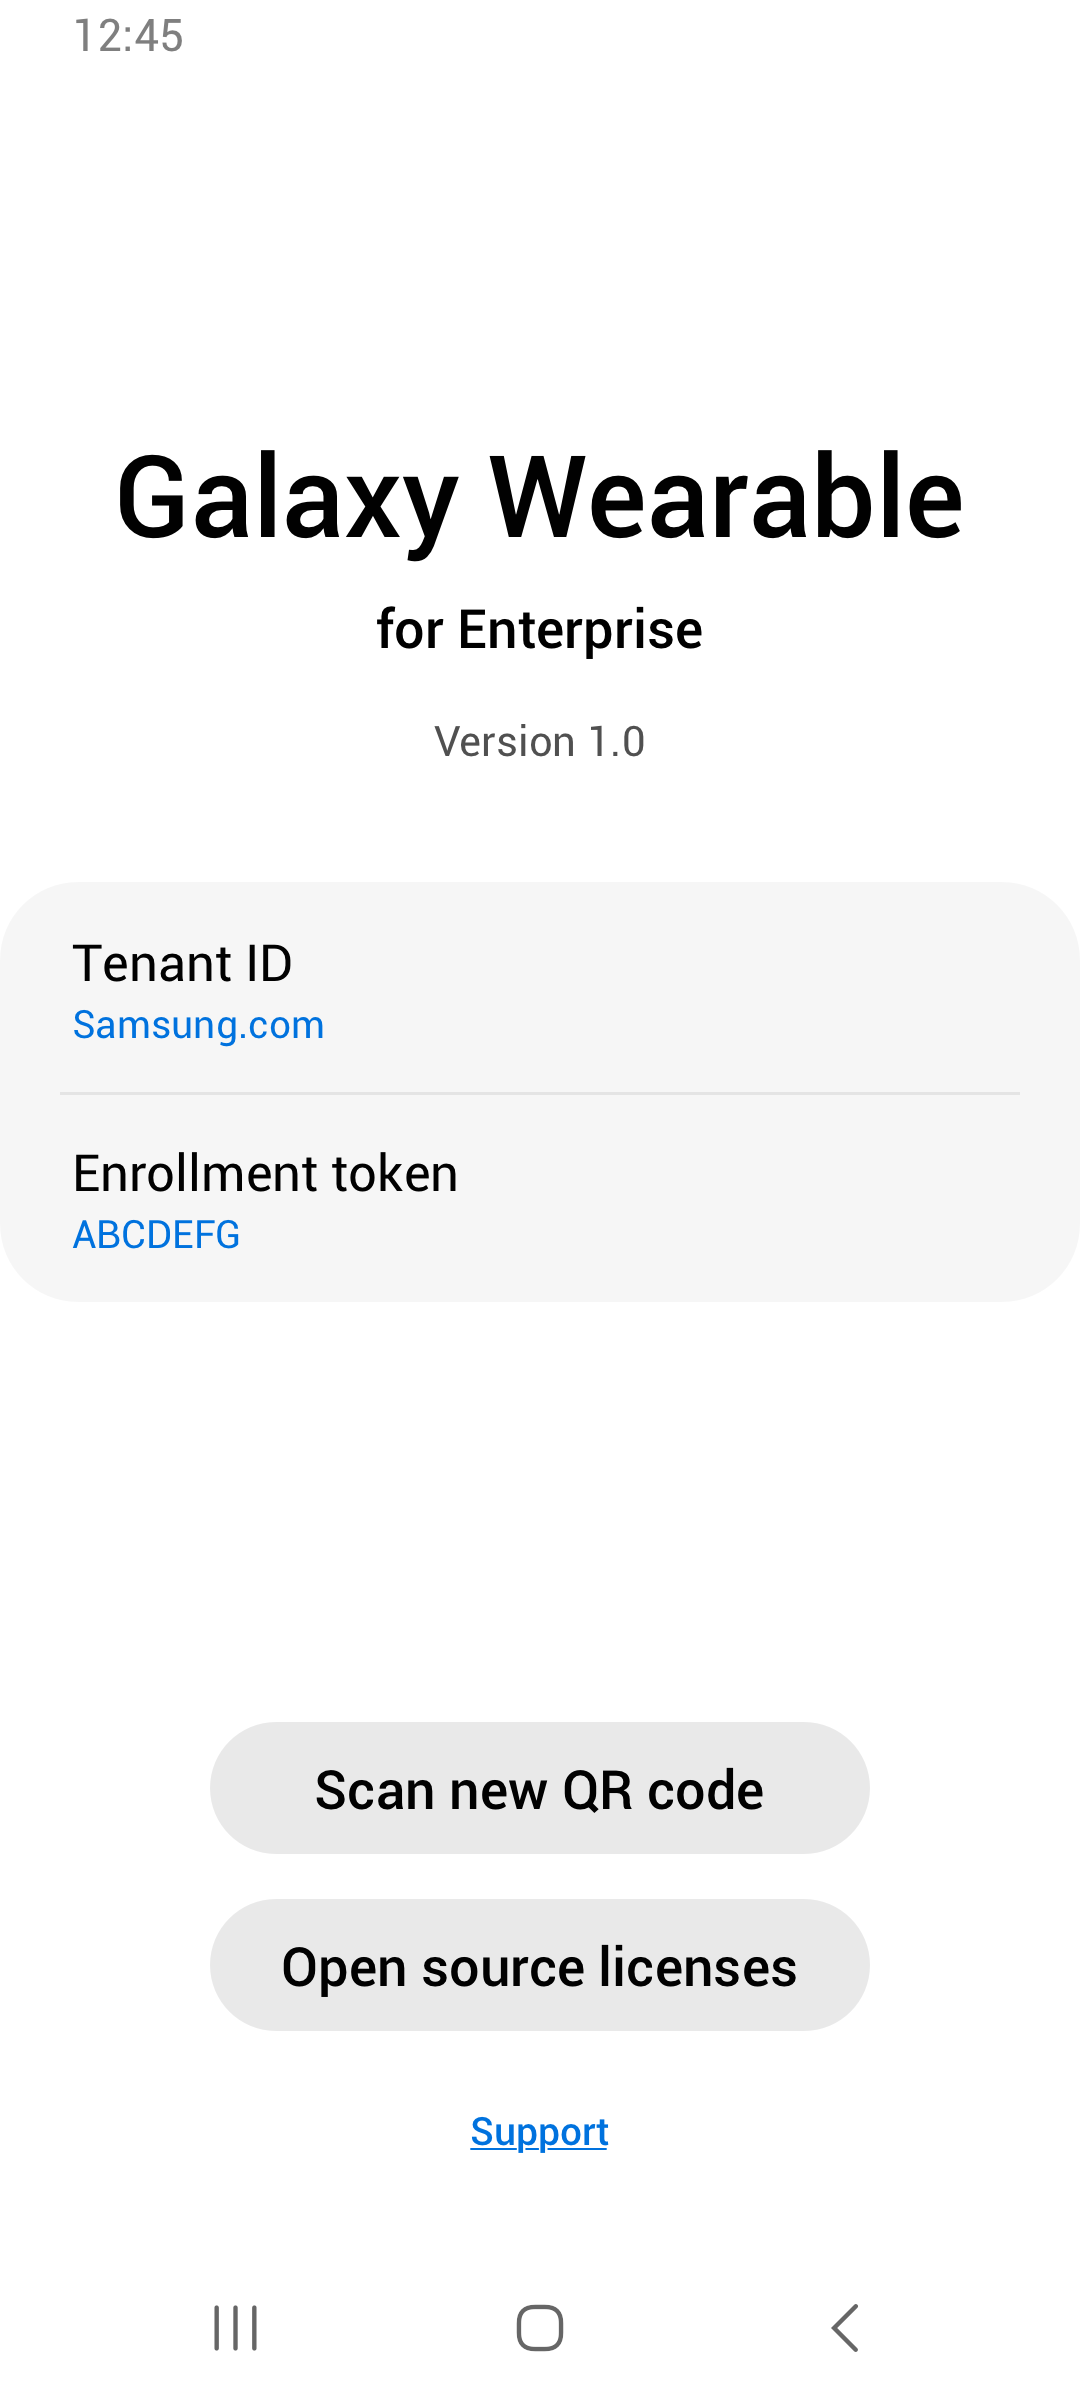 12:45
Galaxy Wearable
for Enterprise
Version 1.0
Tenant ID
Samsung.com
Enrollment token
ABCDEFG
Scan new QR code
Open source licenses
Support